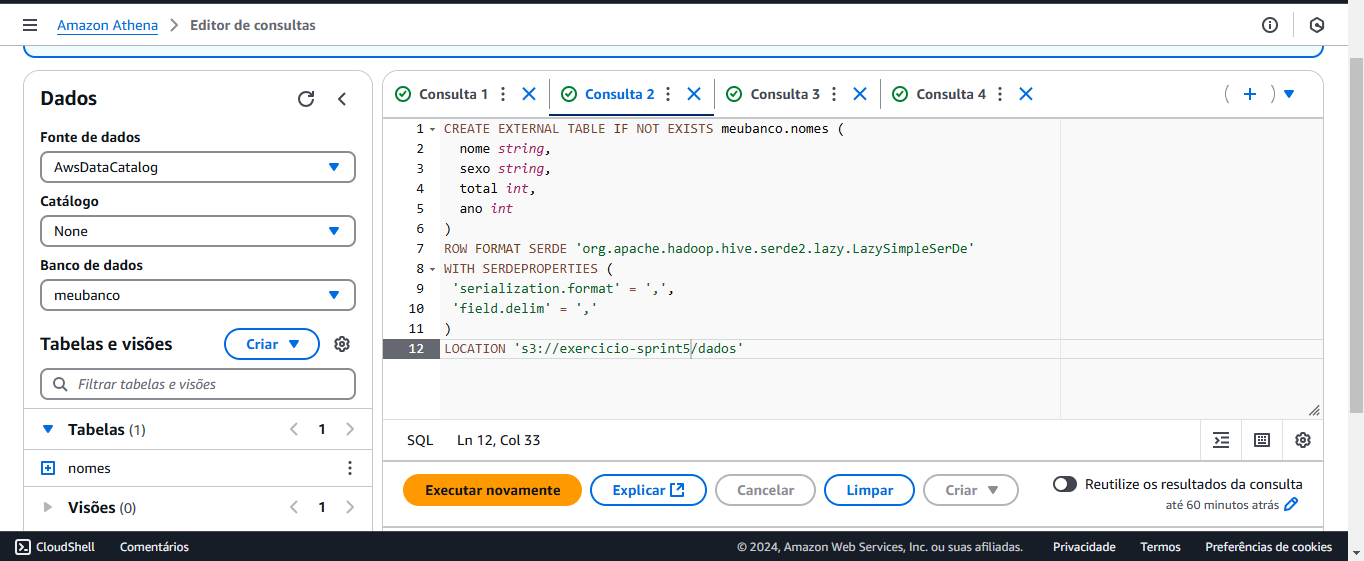 Amazon Athena > Editor de consultas
Dados
Fonte de dados
AwsDataCatalog
Catálogo
None
Banco de dados
meubanco
Tabelas e visões
Criar
Filtrar tabelas e visões
Tabelas (1)
1
nomes
Visões (0)
1
Consulta 1
Consulta 2
Consulta 3
Consulta 4
1 CREATE EXTERNAL TABLE IF NOT EXISTS meubanco.nomes (
2 nome string,
3 sexo string,
4 total int,
5 ano int
6 )
7 ROW FORMAT SERDE 'org.apache.hadoop.hive.serde2.lazy.LazySimpleSerDe'
8 WITH SERDEPROPERTIES (
9 'serialization.format' = ',',
10 'field.delim' = ','
11 )
12 LOCATION 's3://exercicio-sprint5/dados'
SQL Ln 12, Col 33
Executar novamente
Explicar
Cancelar
Limpar
Criar
Reutilize os resultados da consulta
até 60 minutos atrás
CloudShell
Comentários
© 2024, Amazon Web Services, Inc. ou suas afiliadas.
Privacidade
Termos
Preferências de cookies